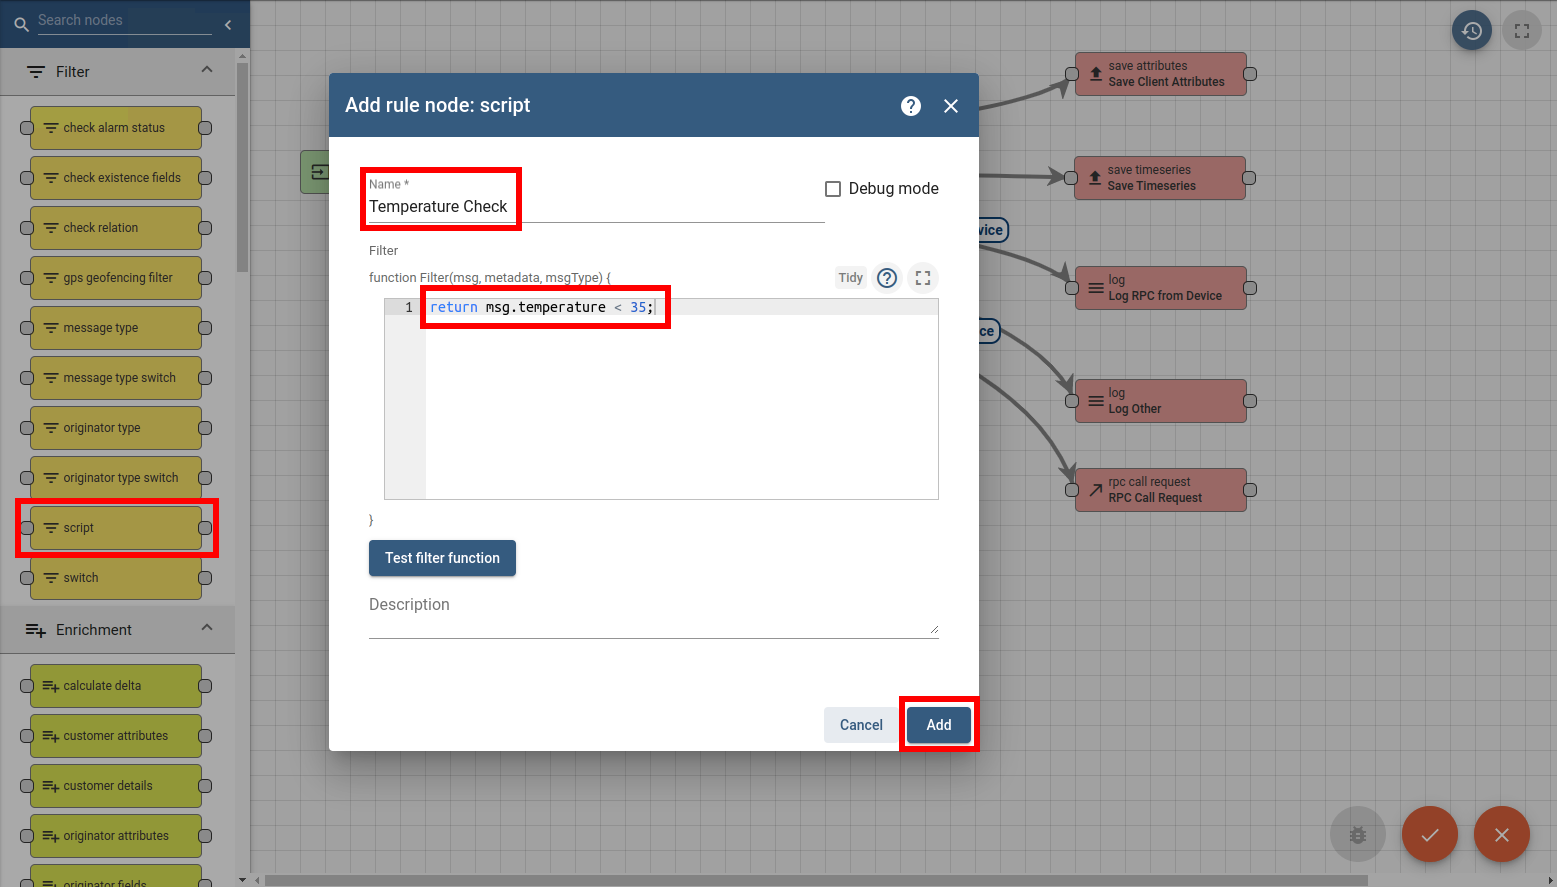 Search nodes
Filter
check alarm status
check existence fields
check relation
gps geofencing filter
message type
message type switch
originator type
originator type switch
script
switch
Enrichment
calculate delta
customer attributes
customer details
originator attributes
originator fields
Add rule node: script
Name *
Temperature Check
Debug mode
Filter
function Filter(msg, metadata, msgType) {
Tidy
1 return msg.temperature < 35;
}
Test filter function
Description
Cancel
Add
save attributes
Save Client Attributes
save timeseries
Save Timeseries
vice
log
Log RPC from Device
ce
log
Log Other
rpc call request
RPC Call Request